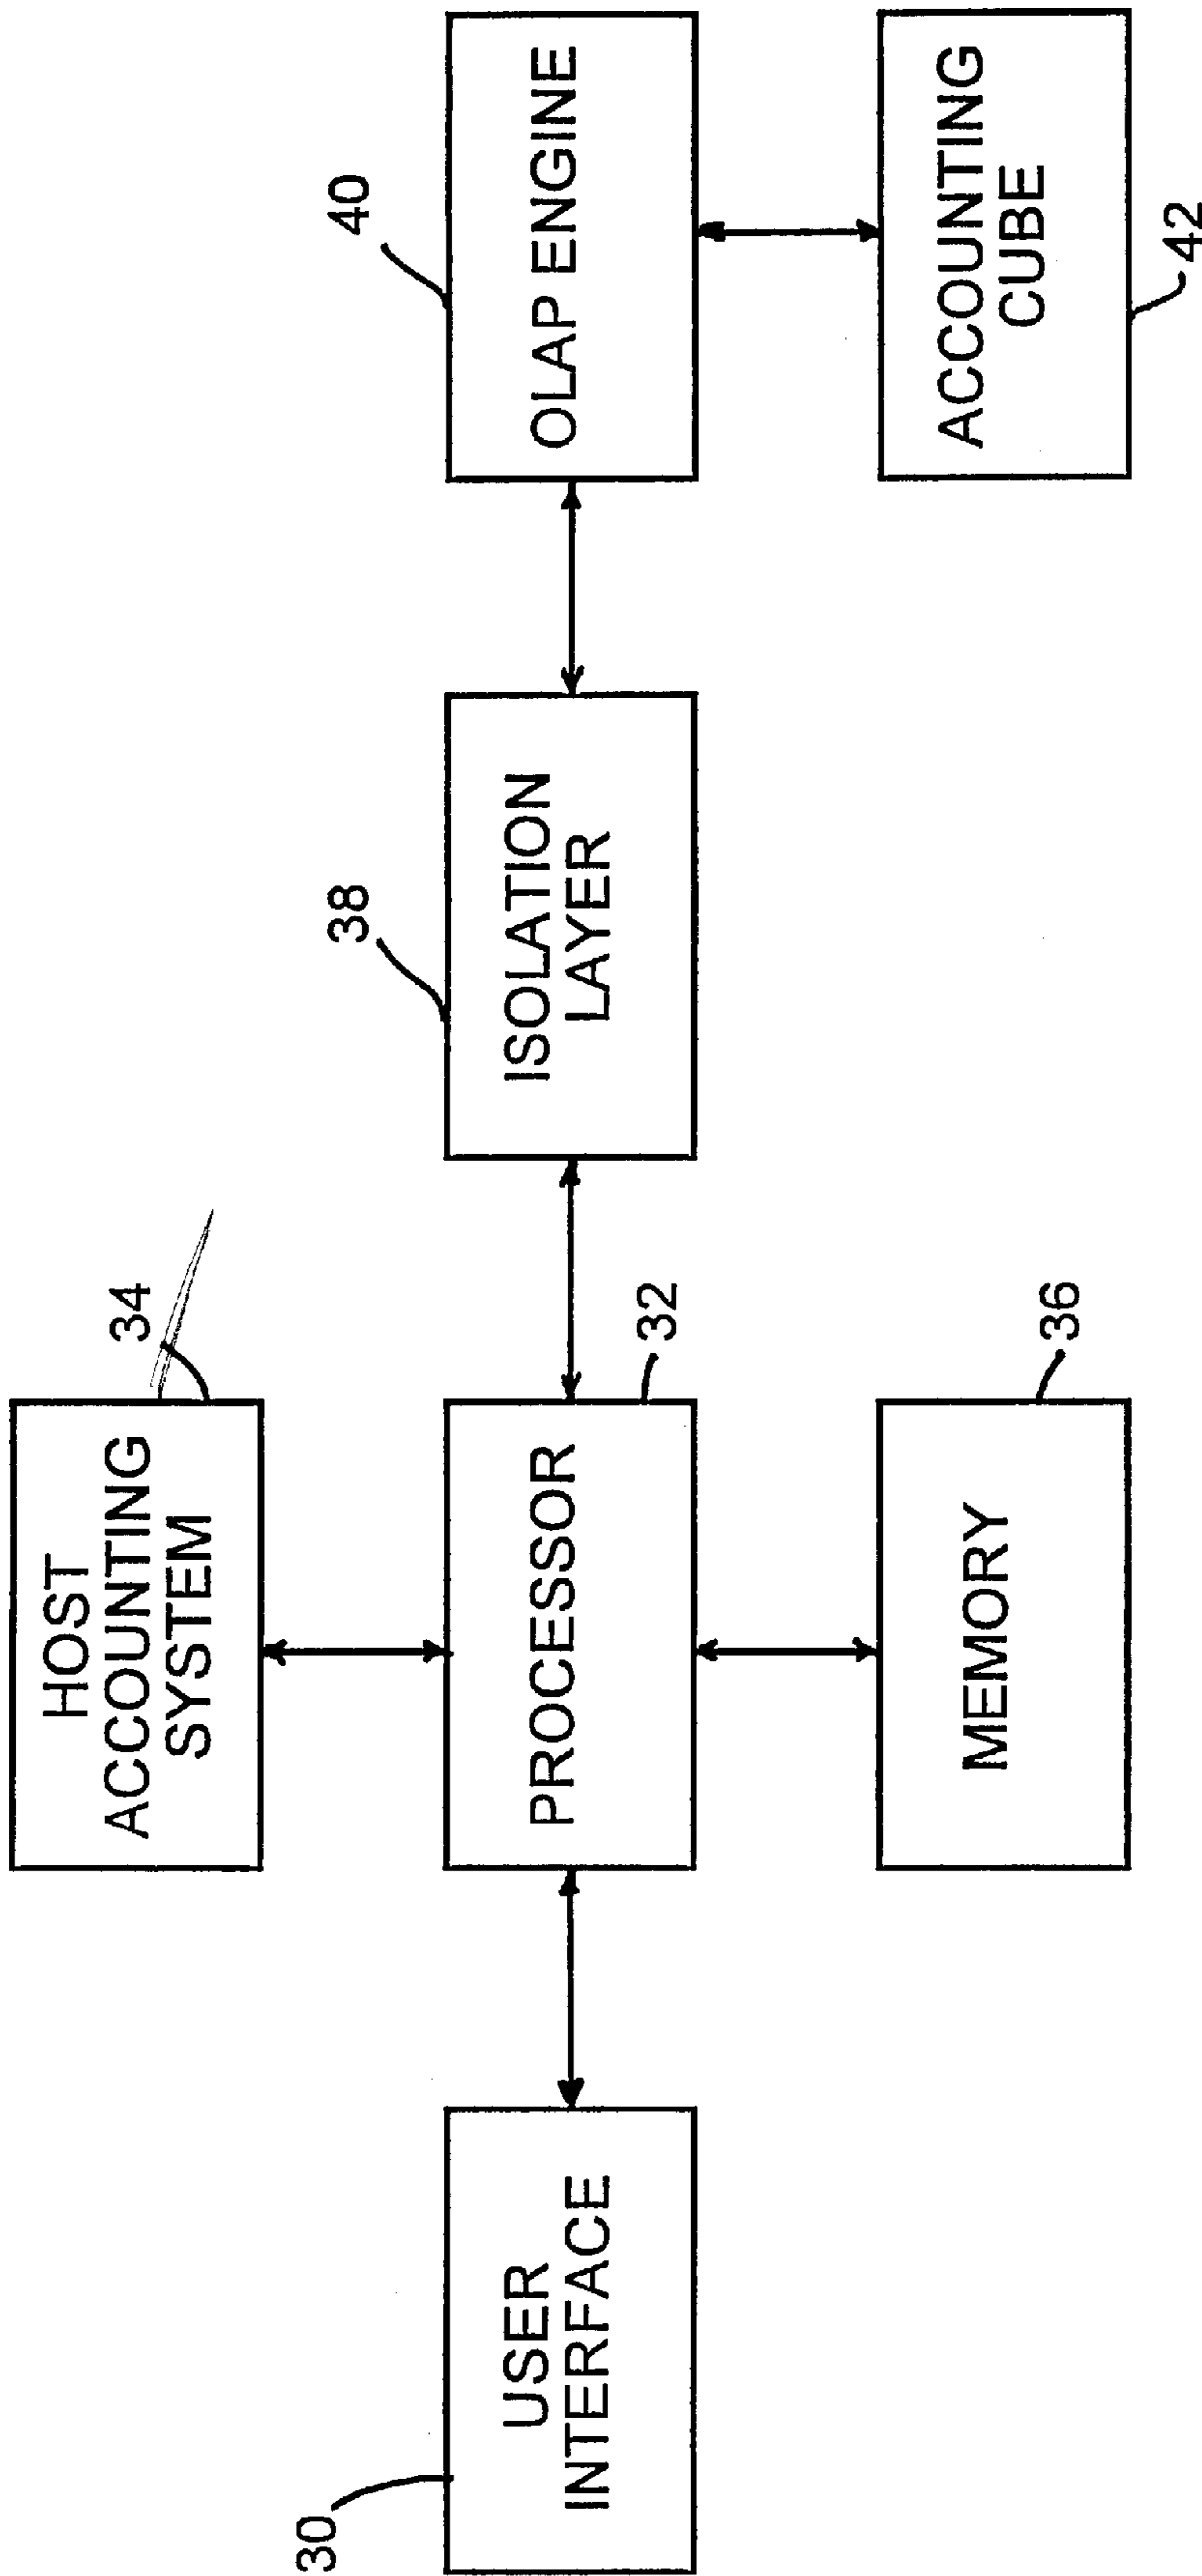 HOST
ACCOUNTING
SYSTEM
34
USER
INTERFACE
30
PROCESSOR
32
ISOLATION
LAYER
38
OLAP ENGINE
40
MEMORY
36
ACCOUNTING
CUBE
42